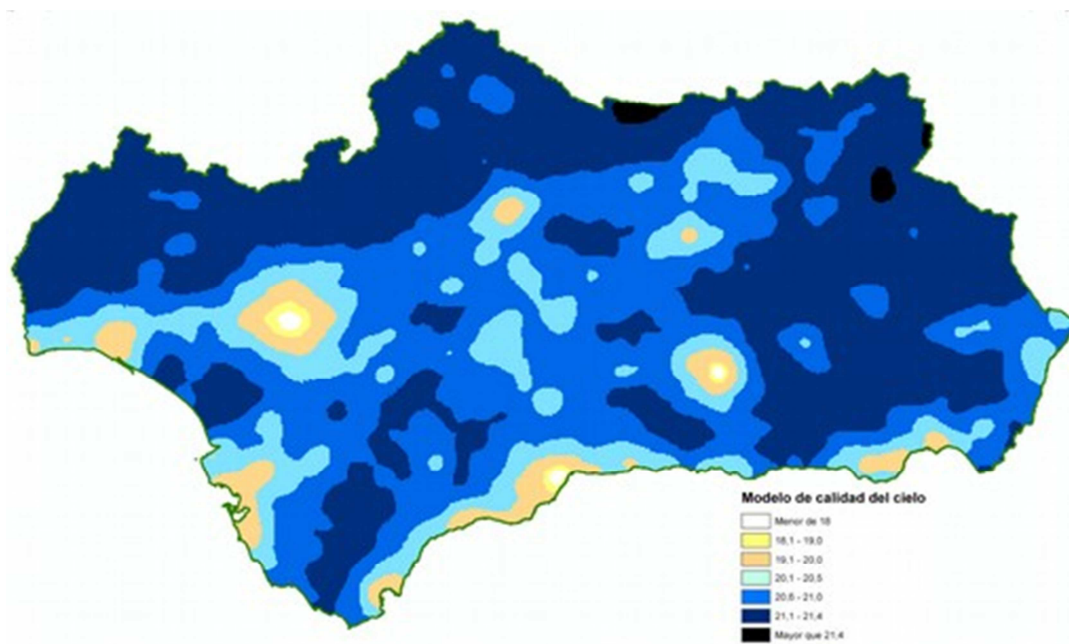 Modelo de calidad del cielo
Menor de 18
18,1 - 19,0
19,1 - 20,0
20,1 - 20,5
20,6 - 21,0
21,1 - 21,4
Mayor que 21,4